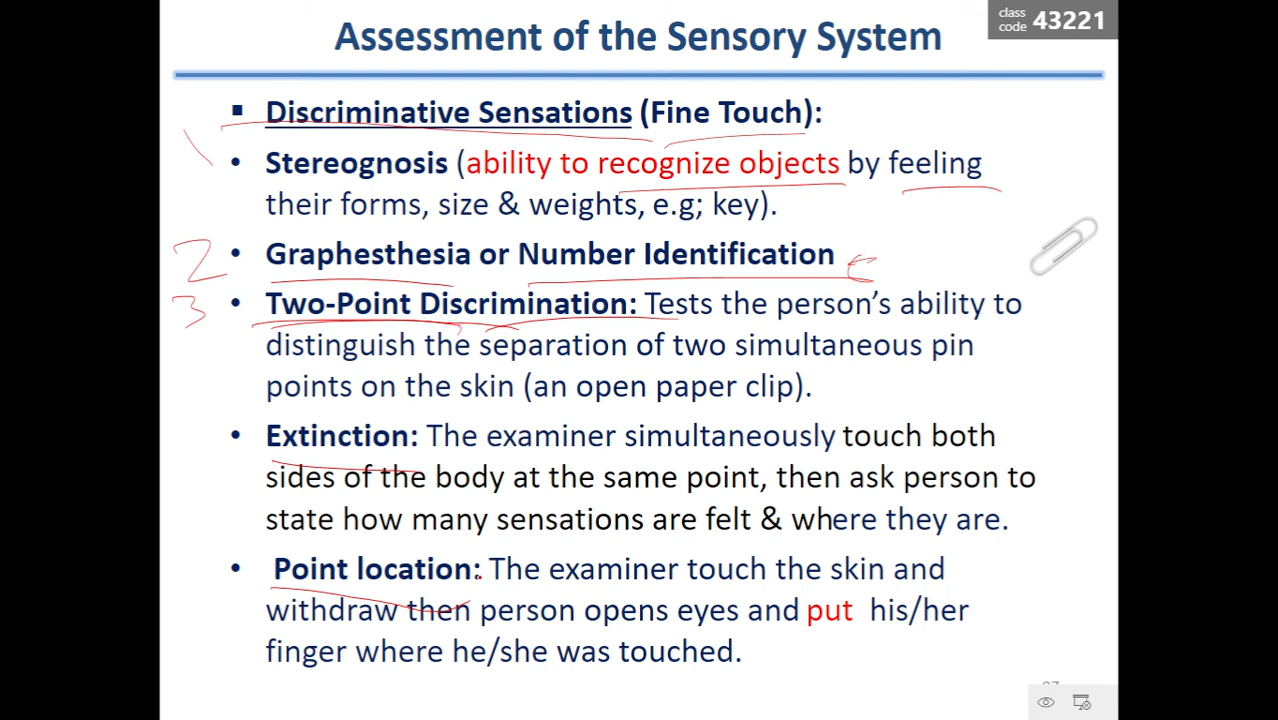 class
code 43221
Assessment of the Sensory System
▪ Discriminative Sensations (Fine Touch):
• Stereognosis (ability to recognize objects by feeling
their forms, size & weights, e.g; key).
2 • Graphesthesia or Number Identification
3 • Two-Point Discrimination: Tests the person's ability to
distinguish the separation of two simultaneous pin
points on the skin (an open paper clip).
• Extinction: The examiner simultaneously touch both
sides of the body at the same point, then ask person to
state how many sensations are felt & where they are.
• Point location: The examiner touch the skin and
withdraw then person opens eyes and put his/her
finger where he/she was touched.